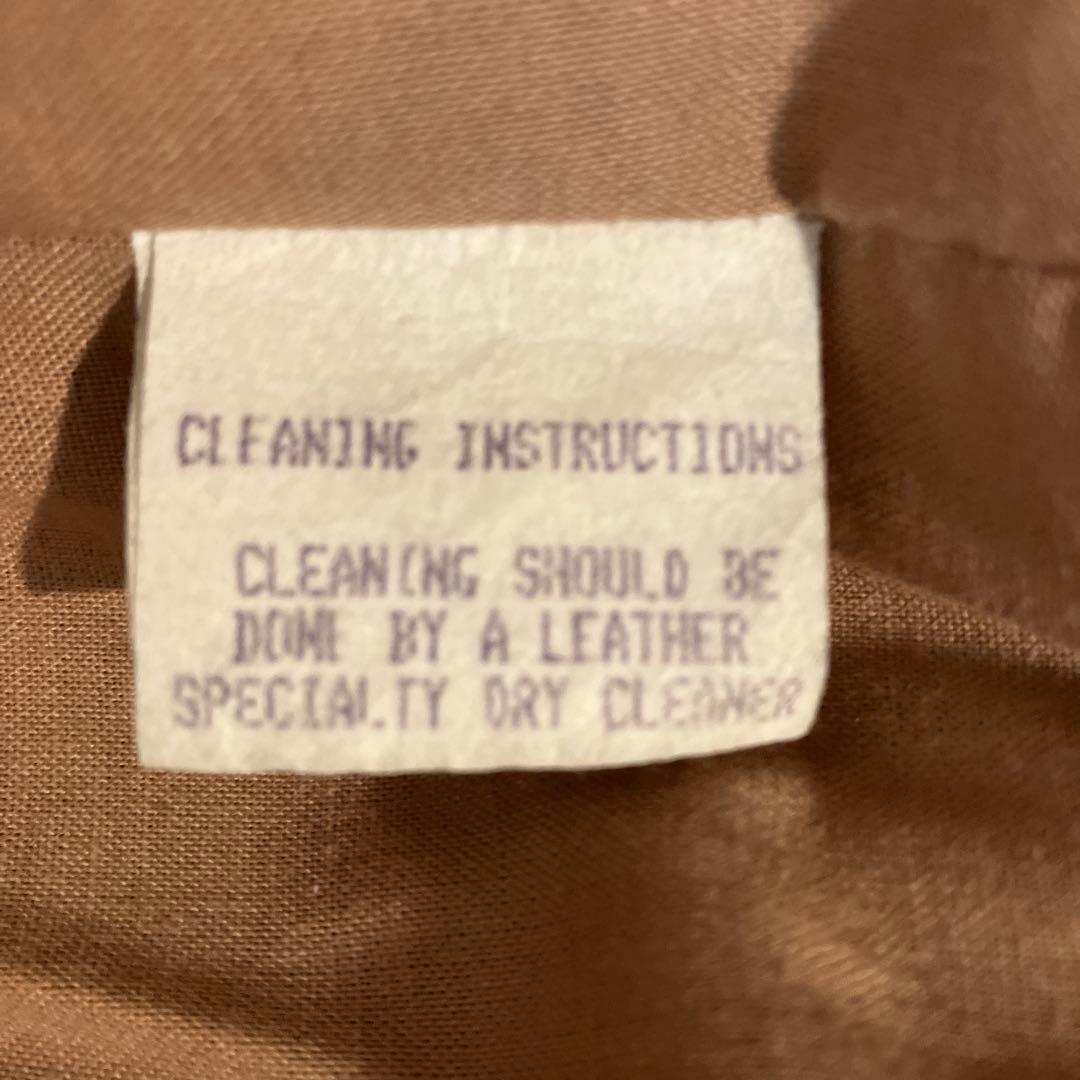 CLEANING INSTRUCTIONS
CLEANING SHOULD BE
DONE BY A LEATHER
SPECIALTY DRY CLEANER